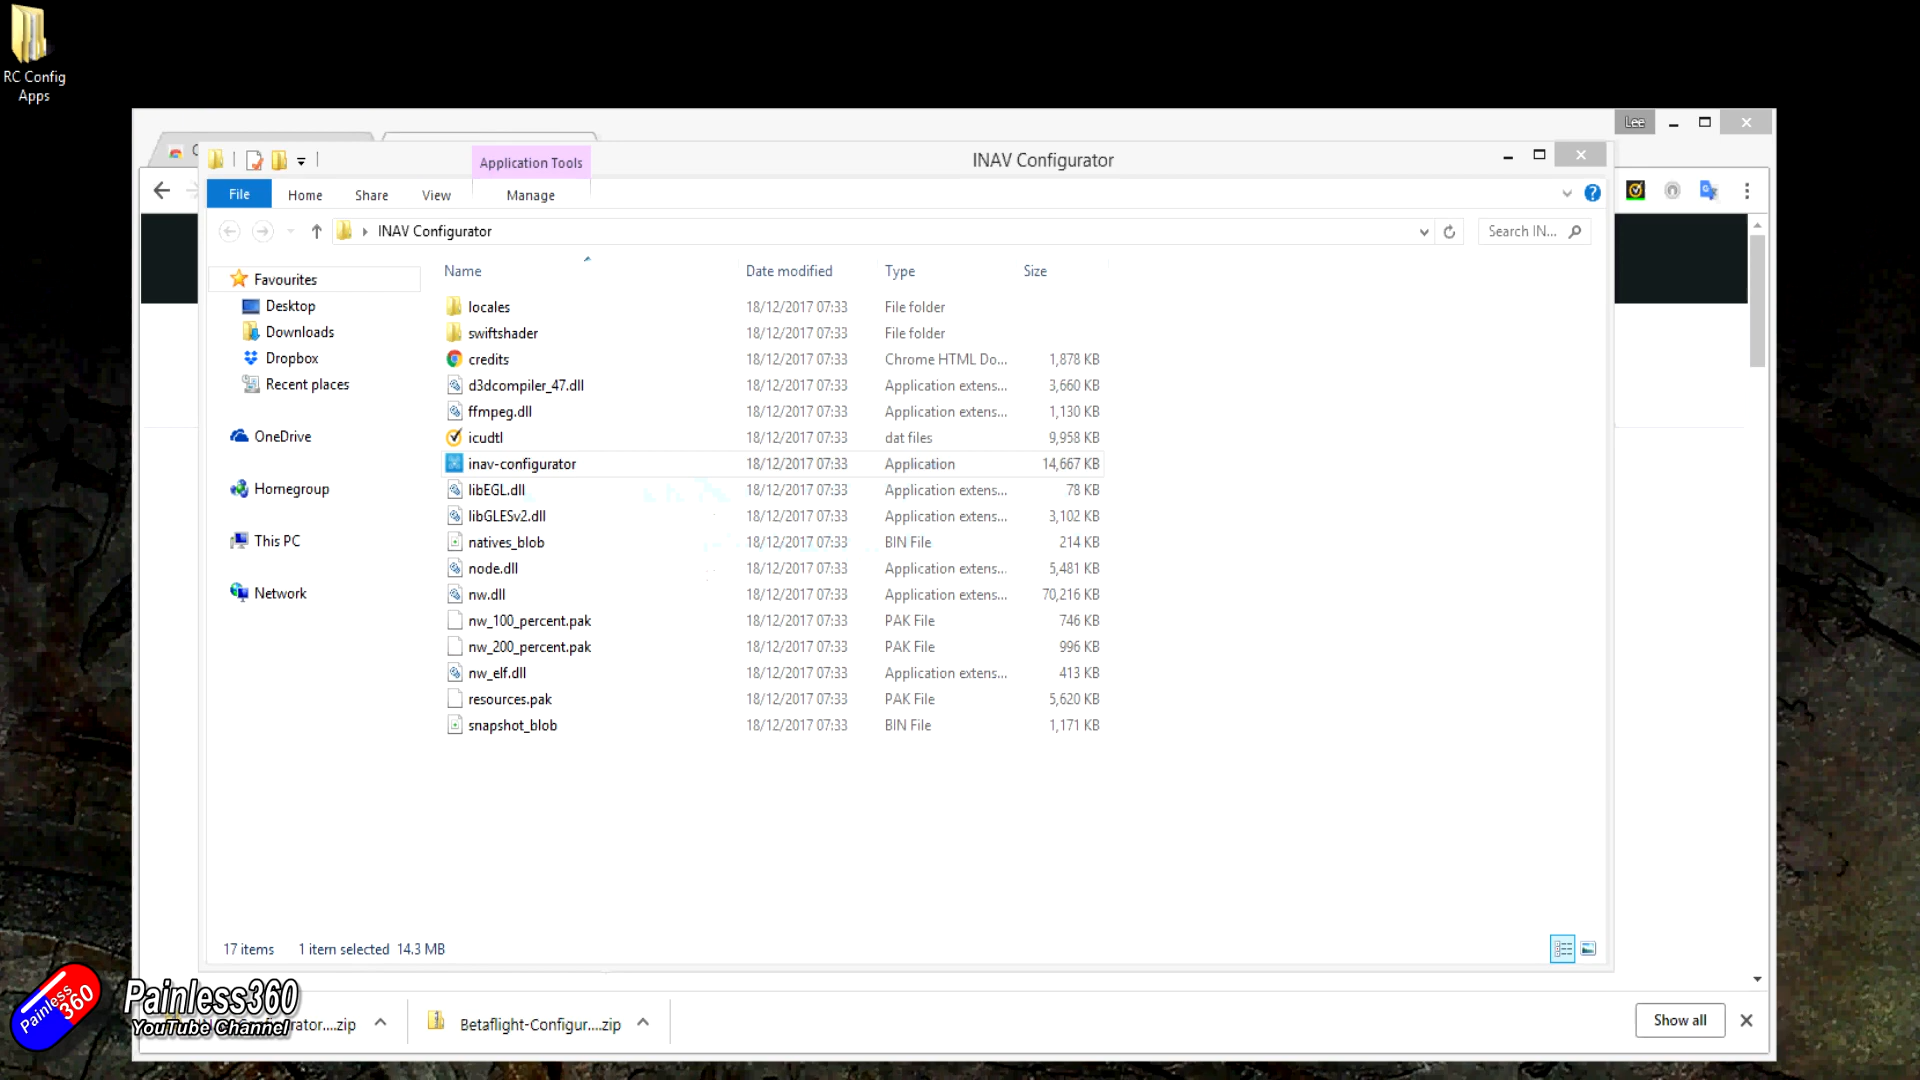 RC Config
Apps
Lee
Application Tools
INAV Configurator
File
Home
Share
View
Manage
INAV Configurator
Search IN...
Name
Date modified
Type
Size
Favourites
Desktop
Downloads
Dropbox
Recent places
OneDrive
Homegroup
This PC
Network
locales 18/12/2017 07:33 File folder
swiftshader 18/12/2017 07:33 File folder
credits 18/12/2017 07:33 Chrome HTML Do... 1,878 KB
d3dcompiler_47.dll 18/12/2017 07:33 Application extens... 3,660 KB
ffmpeg.dll 18/12/2017 07:33 Application extens... 1,130 KB
icudtl 18/12/2017 07:33 dat files 9,958 KB
inav-configurator 18/12/2017 07:33 Application 14,667 KB
libEGL.dll 18/12/2017 07:33 Application extens... 78 KB
libGLESv2.dll 18/12/2017 07:33 Application extens... 3,102 KB
natives_blob 18/12/2017 07:33 BIN File 214 KB
node.dll 18/12/2017 07:33 Application extens... 5,481 KB
nw.dll 18/12/2017 07:33 Application extens... 70,216 KB
nw_100_percent.pak 18/12/2017 07:33 PAK File 746 KB
nw_200_percent.pak 18/12/2017 07:33 PAK File 996 KB
nw_elf.dll 18/12/2017 07:33 Application extens... 413 KB
resources.pak 18/12/2017 07:33 PAK File 5,620 KB
snapshot_blob 18/12/2017 07:33 BIN File 1,171 KB
17 items 1 item selected 14.3 MB
Painless
360
Painless360
YouTube Channel
rator....zip
Betaflight-Configur....zip
Show all